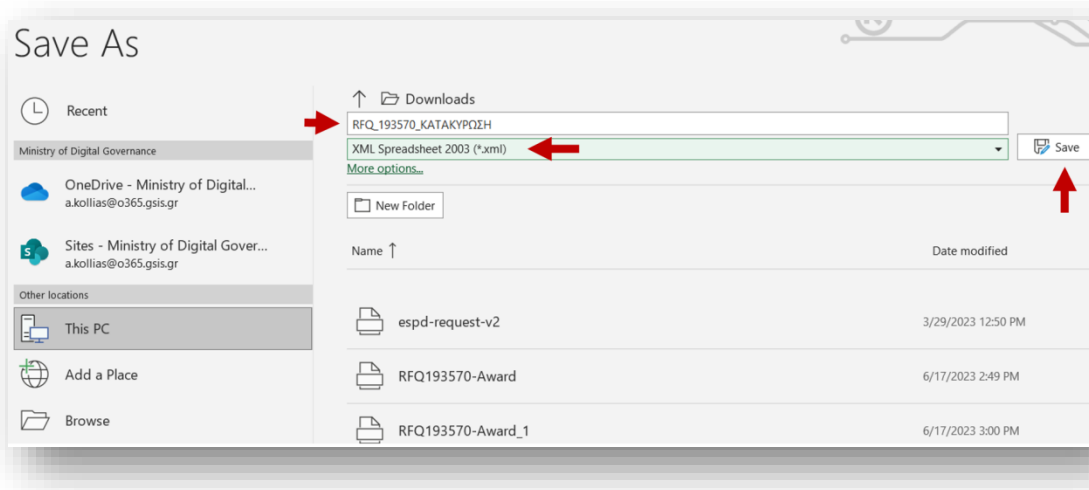 Save As
Recent
Ministry of Digital Governance
OneDrive - Ministry of Digital...
a.kollias@o365.gsis.gr
Sites - Ministry of Digital Gover...
a.kollias@o365.gsis.gr
Other locations
This PC
Add a Place
Browse
↑ Downloads
RFQ_193570_ΚΑΤΑΚΥΡΩΣΗ
XML Spreadsheet 2003 (*.xml)
Save
More options...
New Folder
Name ↑ Date modified
espd-request-v2 3/29/2023 12:50 PM
RFQ193570-Award 6/17/2023 2:49 PM
RFQ193570-Award_1 6/17/2023 3:00 PM